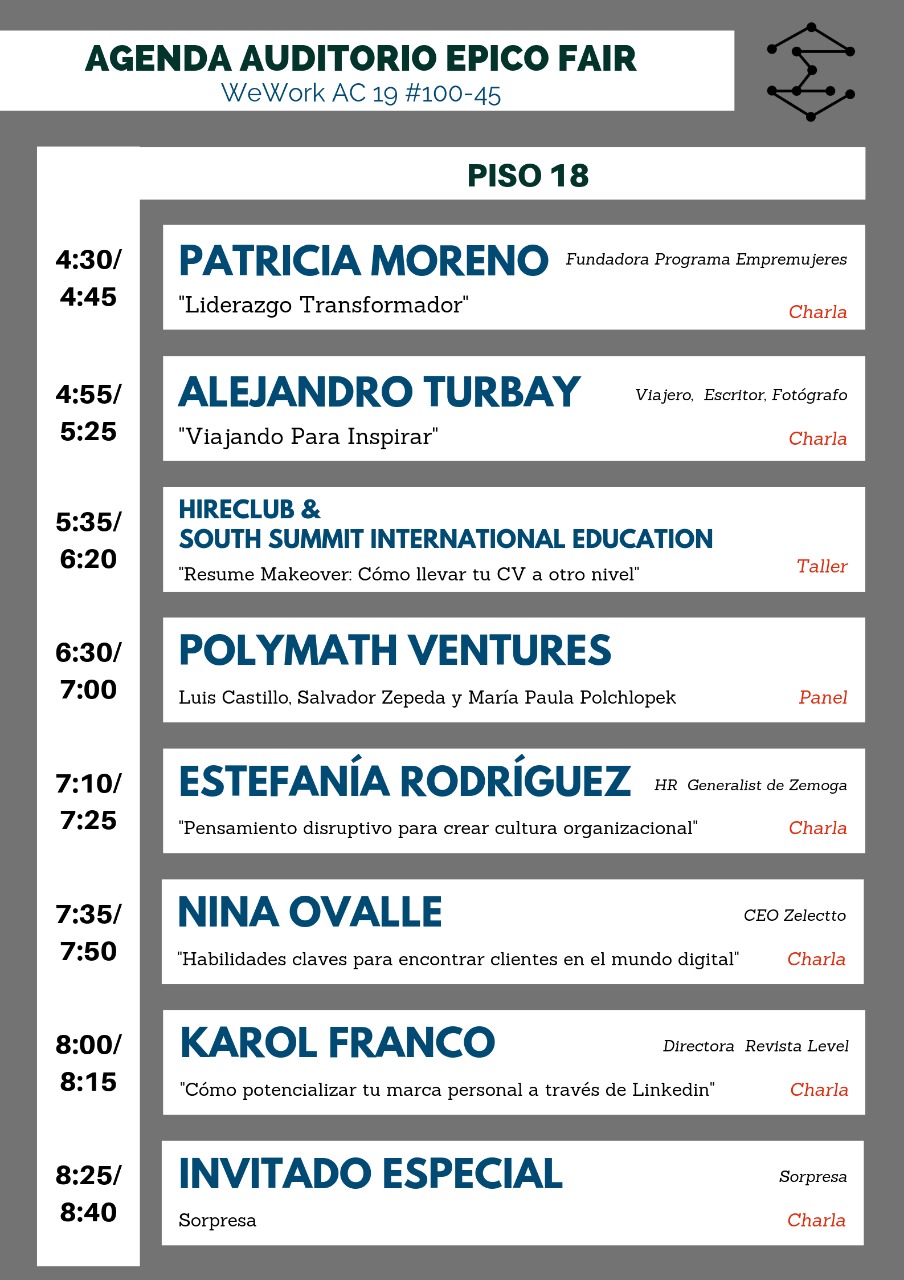 AGENDA AUDITORIO EPICO FAIR
WeWork AC 19 #100-45
PISO 18
4:30/
4:45
PATRICIA MORENO Fundadora Programa Empremujeres
"Liderazgo Transformador"
Charla
4:55/
5:25
ALEJANDRO TURBAY Viajero, Escritor, Fotógrafo
"Viajando Para Inspirar"
Charla
5:35/
6:20
HIRECLUB &
SOUTH SUMMIT INTERNATIONAL EDUCATION
"Resume Makeover: Cómo llevar tu CV a otro nivel"
Taller
6:30/
7:00
POLYMATH VENTURES
Luis Castillo, Salvador Zepeda y María Paula Polchlopek
Panel
7:10/
7:25
ESTEFANÍA RODRÍGUEZ HR Generalist de Zemoga
"Pensamiento disruptivo para crear cultura organizacional"
Charla
7:35/
7:50
NINA OVALLE CEO Zelectto
"Habilidades claves para encontrar clientes en el mundo digital"
Charla
8:00/
8:15
KAROL FRANCO Directora Revista Level
"Cómo potencializar tu marca personal a través de Linkedin"
Charla
8:25/
8:40
INVITADO ESPECIAL Sorpresa
Sorpresa
Charla